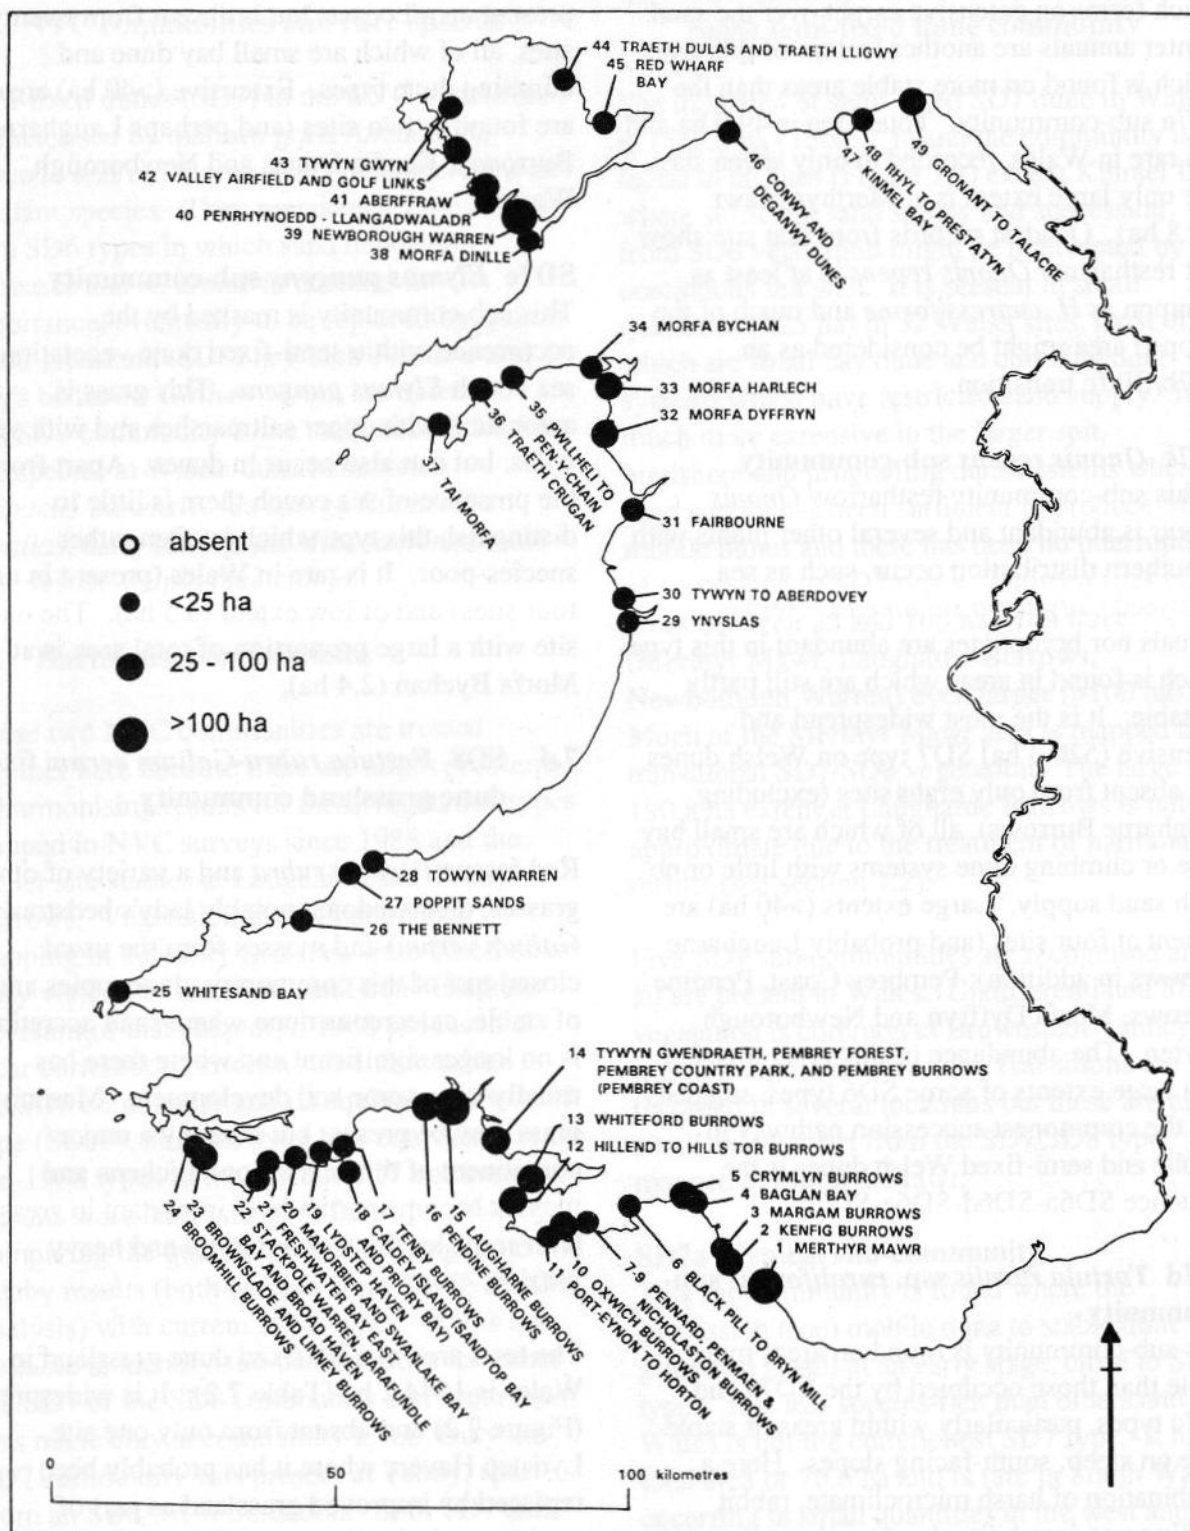 44 TRAETH DULAS AND TRAETH LLIGWY
45 RED WHARF
BAY
43 TYWYN GWYN
42 VALLEY AIRFIELD AND GOLF LINKS
41 ABERFFRAW
40 PENRHYNOEDD - LLANGADWALADR
39 NEWBOROUGH WARREN
38 MORFA DINLLE
46 CONWY AND
DEGANWY DUNES
47 KINMEL BAY
48 RHYL TO PRESTATYN
49 GRONANT TO TALACRE
34 MORFA BYCHAN
33 MORFA HARLECH
32 MORFA DYFFRYN
35 PWLLHELI TO
PEN-Y-CHAIN
36 TRAETH CRUGAN
37 TAI MORFA
31 FAIRBOURNE
30 TYWYN TO ABERDOVEY
29 YNYSLAS
absent
<25 ha
25 - 100 ha
>100 ha
28 TOWYN WARREN
27 POPPIT SANDS
26 THE BENNETT
25 WHITESAND BAY
14 TYWYN GWENDRAETH, PEMBREY FOREST,
PEMBREY COUNTRY PARK, AND PEMBREY BURROWS
(PEMBREY COAST)
13 WHITEFORD BURROWS
12 HILLEND TO HILLS TOR BURROWS
5 CRYMLYN BURROWS
4 BAGLAN BAY
3 MARGAM BURROWS
2 KENFIG BURROWS
1 MERTHYR MAWR
6 BLACK PILL TO BRYN MILL
7-9 PENNARD, PENMAEN &
NICHOLASTON BURROWS
10 OXWICH BURROWS
11 PORT-EYNON TO HORTON
15 LAUGHARNE BURROWS
16 PENDINE BURROWS
17 TENBY BURROWS
18 CALDEY ISLAND (SANDTOP BAY
AND PRIORY BAY)
19 LYDSTEP HAVEN
20 MANORBIER AND SWANLAKE BAY
21 FRESHWATER BAY EAST
22 STACKPOLE WARREN, BARAFUNDLE
BAY AND BROAD HAVEN
23 BROWNSLADE AND LINNEY BURROWS
24 BROOMHILL BURROWS
0
50
100 kilometres